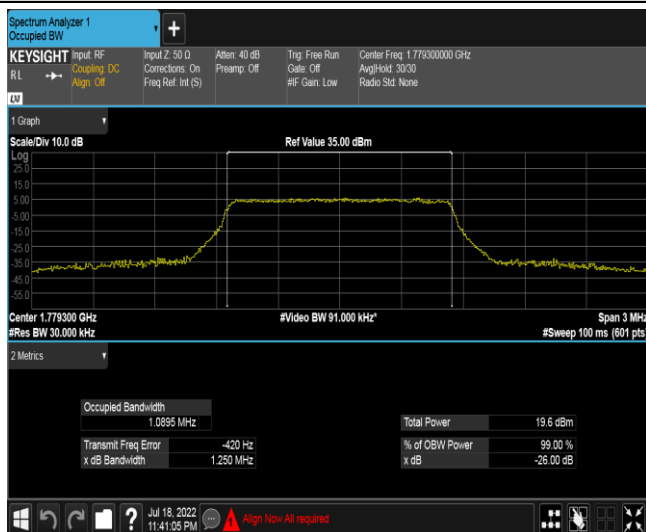 Spectrum Analyzer 1
Occupied BW
+
KEYSIGHT Input: RF Input Z: 50 Ω Atten: 40 dB Trig: Free Run Center Freq: 1.779300000 GHz
RL Coupling: DC Corrections: On Preamp: Off Gate: Off Avg|Hold: 30/30
Align: Off Freq Ref: Int (S) #IF Gain: Low Radio Std: None
LXI
1 Graph
Scale/Div 10.0 dB Ref Value 35.00 dBm
Log
25.0
15.0
5.00
-5.00
-15.0
-25.0
-35.0
-45.0
-55.0
Center 1.779300 GHz #Video BW 91.000 kHz* Span 3 MHz
#Res BW 30.000 kHz #Sweep 100 ms (601 pts)
2 Metrics
Occupied Bandwidth
1.0895 MHz Total Power 19.6 dBm
Transmit Freq Error -420 Hz % of OBW Power 99.00 %
x dB Bandwidth 1.250 MHz x dB -26.00 dB
? Jul 18, 2022
11:41:05 PM Align Now All required